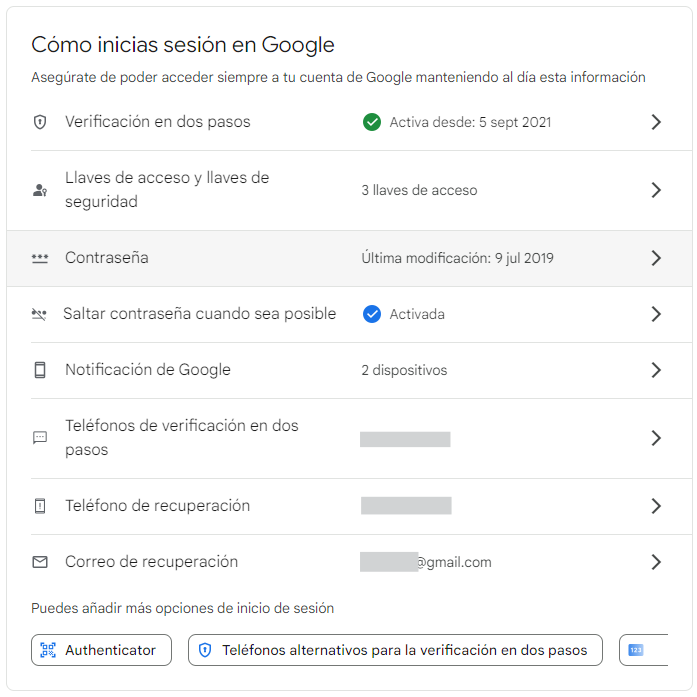 Cómo inicias sesión en Google
Asegúrate de poder acceder siempre a tu cuenta de Google manteniendo al día esta información
Verificación en dos pasos
Activa desde: 5 sept 2021
Llaves de acceso y llaves de
seguridad
3 llaves de acceso
Contraseña
Última modificación: 9 jul 2019
Saltar contraseña cuando sea posible
Activada
Notificación de Google
2 dispositivos
Teléfonos de verificación en dos
pasos
Teléfono de recuperación
Correo de recuperación
@gmail.com
Puedes añadir más opciones de inicio de sesión
Authenticator
Teléfonos alternativos para la verificación en dos pasos
123